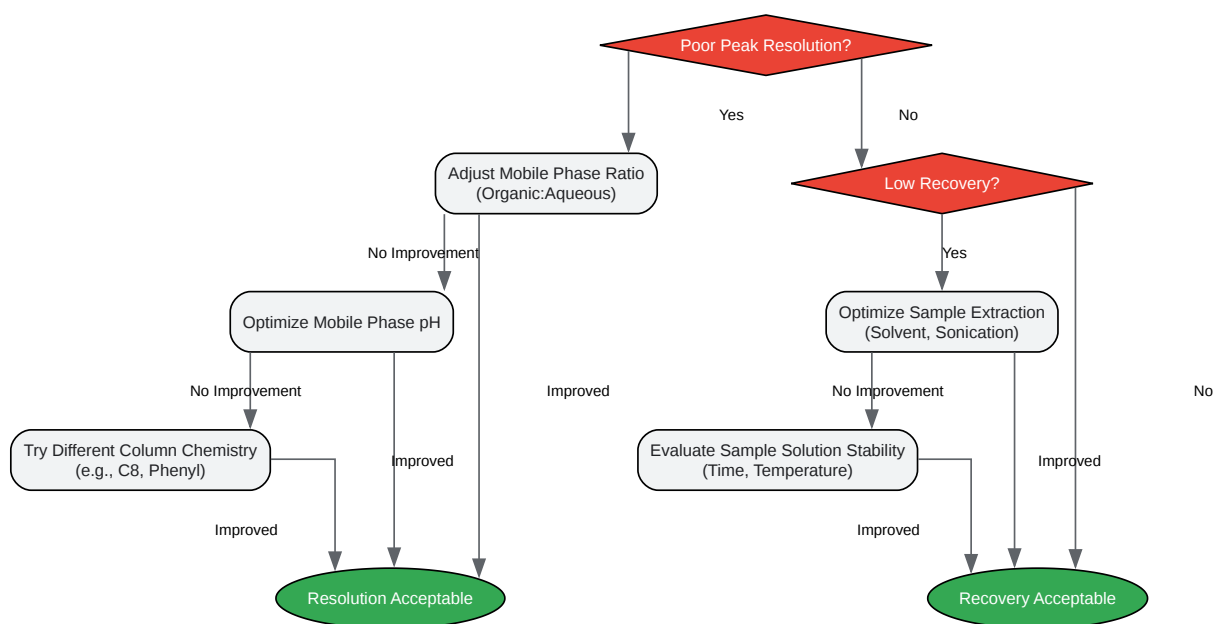 Poor Peak Resolution?
Yes
No
Adjust Mobile Phase Ratio
(Organic:Aqueous)
Low Recovery?
No Improvement
Yes
Optimize Mobile Phase pH
Optimize Sample Extraction
(Solvent, Sonication)
No Improvement
Improved
No Improvement
No
Try Different Column Chemistry
(e.g., C8, Phenyl)
Improved
Evaluate Sample Solution Stability
(Time, Temperature)
Improved
Improved
Improved
Resolution Acceptable
Recovery Acceptable